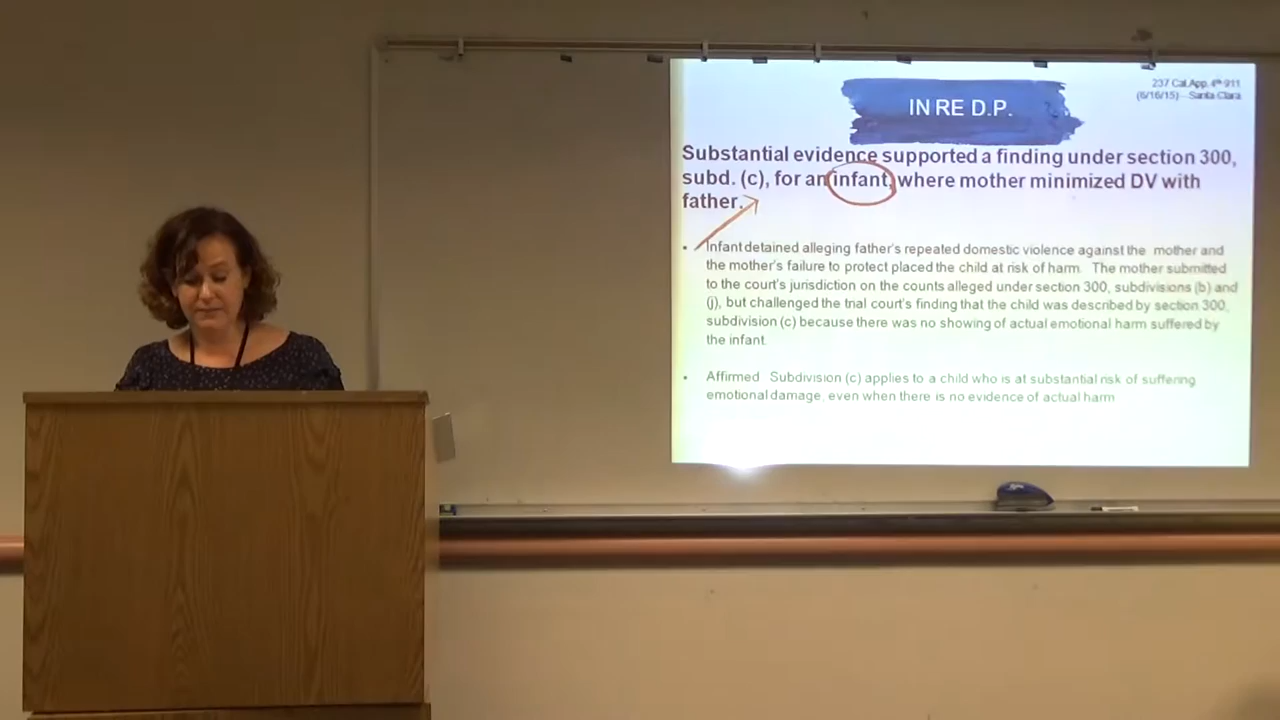 IN RE D.P.
237 Cal.App. 4th 911
(6/16/15) - Santa Clara
Substantial evidence supported a finding under section 300,
subd. (c), for an infant, where mother minimized DV with
father.
• Infant detained alleging father's repeated domestic violence against the mother and
the mother's failure to protect placed the child at risk of harm. The mother submitted
to the court's jurisdiction on the counts alleged under section 300, subdivisions (b) and
(j), but challenged the trial court's finding that the child was described by section 300,
subdivision (c) because there was no showing of actual emotional harm suffered by
the infant.
• Affirmed. Subdivision (c) applies to a child who is at substantial risk of suffering
emotional damage, even when there is no evidence of actual harm